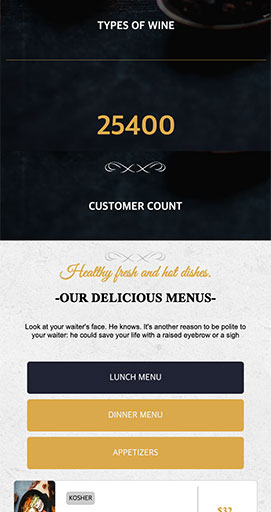 TYPES OF WINE
25400
CUSTOMER COUNT
Healthy fresh and hot dishes.
-OUR DELICIOUS MENUS-
Look at your waiter's face. He knows. It's another reason to be polite to
your waiter: he could save your life with a raised eyebrow or a sigh
LUNCH MENU
DINNER MENU
APPETIZERS
KOSHER
$32